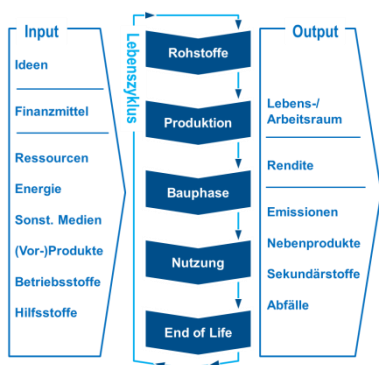 Input
Ideen
Finanzmittel
Ressourcen
Energie
Sonst. Medien
(Vor-)Produkte
Betriebsstoffe
Hilfsstoffe
Lebenszyklus
Rohstoffe
Produktion
Bauphase
Nutzung
End of Life
Output
Lebens-/
Arbeitsraum
Rendite
Emissionen
Nebenprodukte
Sekundärstoffe
Abfälle